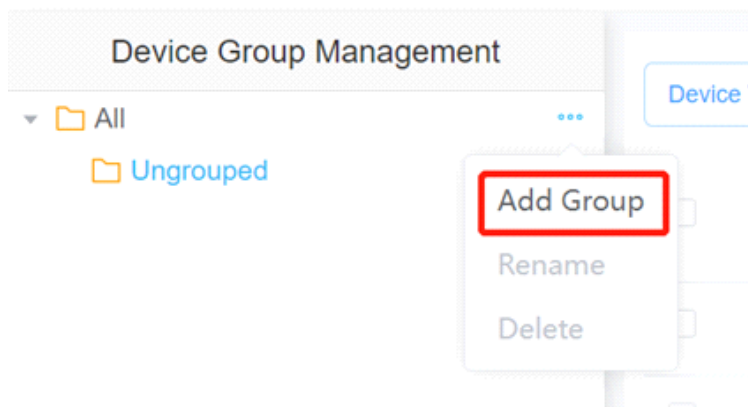 Device Group Management
All
Device
Ungrouped
Add Group
Rename
Delete